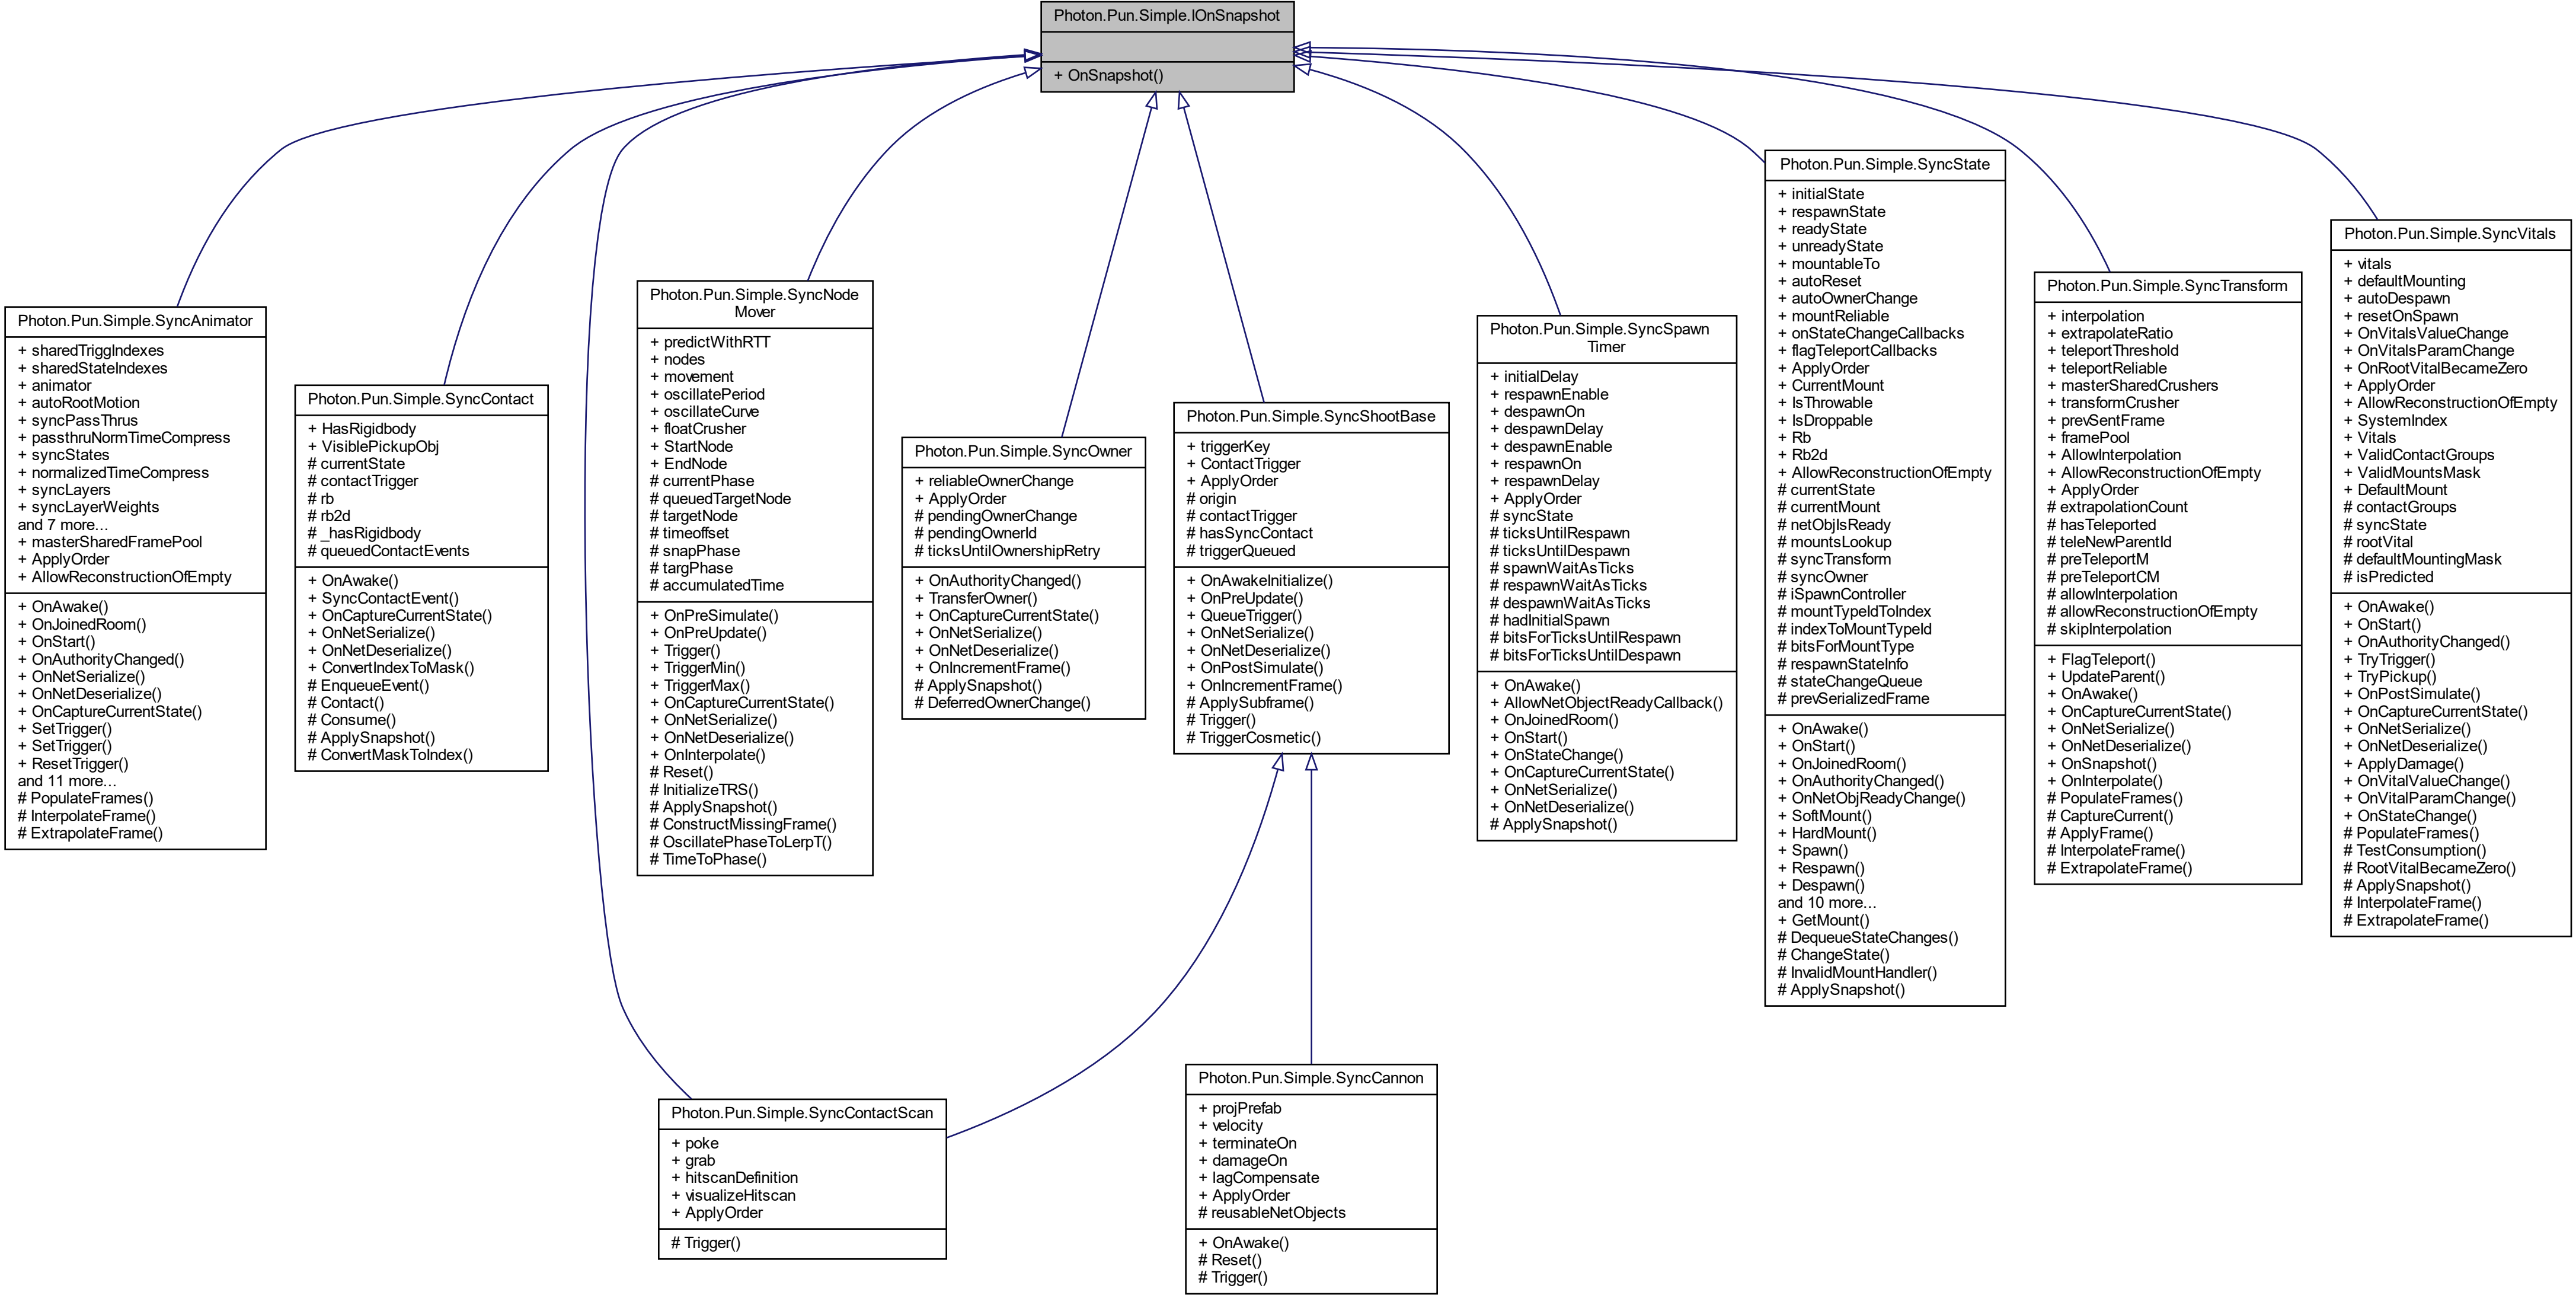 Photon.Pun.Simple.IOnSnapshot
+ OnSnapshot()
Photon.Pun.Simple.SyncAnimator
+ sharedTriggIndexes
+ sharedStateIndexes
+ animator
+ autoRootMotion
+ syncPassThrus
+ passthruNormTimeCompress
+ syncStates
+ normalizedTimeCompress
+ syncLayers
+ syncLayerWeights
and 7 more...
+ masterSharedFramePool
+ ApplyOrder
+ AllowReconstructionOfEmpty
+ OnAwake()
+ OnJoinedRoom()
+ OnStart()
+ OnAuthorityChanged()
+ OnNetSerialize()
+ OnNetDeserialize()
+ OnCaptureCurrentState()
+ SetTrigger()
+ SetTrigger()
+ ResetTrigger()
and 11 more...
# PopulateFrames()
# InterpolateFrame()
# ExtrapolateFrame()
Photon.Pun.Simple.SyncContact
+ HasRigidbody
+ VisiblePickupObj
# currentState
# contactTrigger
# rb
# rb2d
# _hasRigidbody
# queuedContactEvents
+ OnAwake()
+ SyncContactEvent()
+ OnCaptureCurrentState()
+ OnNetSerialize()
+ OnNetDeserialize()
+ ConvertIndexToMask()
# EnqueueEvent()
# Contact()
# Consume()
# ApplySnapshot()
# ConvertMaskToIndex()
Photon.Pun.Simple.SyncNode
Mover
+ predictWithRTT
+ nodes
+ movement
+ oscillatePeriod
+ oscillateCurve
+ floatCrusher
+ StartNode
+ EndNode
# currentPhase
# queuedTargetNode
# targetNode
# timeoffset
# snapPhase
# targPhase
# accumulatedTime
+ OnPreSimulate()
+ OnPreUpdate()
+ Trigger()
+ TriggerMin()
+ TriggerMax()
+ OnCaptureCurrentState()
+ OnNetSerialize()
+ OnNetDeserialize()
+ OnInterpolate()
# Reset()
# InitializeTRS()
# ApplySnapshot()
# ConstructMissingFrame()
# OscillatePhaseToLerpT()
# TimeToPhase()
Photon.Pun.Simple.SyncOwner
+ reliableOwnerChange
+ ApplyOrder
# pendingOwnerChange
# pendingOwnerId
# ticksUntilOwnershipRetry
+ OnAuthorityChanged()
+ TransferOwner()
+ OnCaptureCurrentState()
+ OnNetSerialize()
+ OnNetDeserialize()
+ OnIncrementFrame()
# ApplySnapshot()
# DeferredOwnerChange()
Photon.Pun.Simple.SyncShootBase
+ triggerKey
+ ContactTrigger
+ ApplyOrder
# origin
# contactTrigger
# hasSyncContact
# triggerQueued
+ OnAwakeInitialize()
+ OnPreUpdate()
+ QueueTrigger()
+ OnNetSerialize()
+ OnNetDeserialize()
+ OnPostSimulate()
+ OnIncrementFrame()
# ApplySubframe()
# Trigger()
# TriggerCosmetic()
Photon.Pun.Simple.SyncSpawn
Timer
+ initialDelay
+ respawnEnable
+ despawnOn
+ despawnDelay
+ despawnEnable
+ respawnOn
+ respawnDelay
+ ApplyOrder
# syncState
# ticksUntilRespawn
# ticksUntilDespawn
# spawnWaitAsTicks
# respawnWaitAsTicks
# despawnWaitAsTicks
# hadInitialSpawn
# bitsForTicksUntilRespawn
# bitsForTicksUntilDespawn
+ OnAwake()
+ AllowNetObjectReadyCallback()
+ OnJoinedRoom()
+ OnStart()
+ OnStateChange()
+ OnCaptureCurrentState()
+ OnNetSerialize()
+ OnNetDeserialize()
# ApplySnapshot()
Photon.Pun.Simple.SyncState
+ initialState
+ respawnState
+ readyState
+ unreadyState
+ mountableTo
+ autoReset
+ autoOwnerChange
+ mountReliable
+ onStateChangeCallbacks
+ flagTeleportCallbacks
+ ApplyOrder
+ CurrentMount
+ IsThrowable
+ IsDroppable
+ Rb
+ Rb2d
+ AllowReconstructionOfEmpty
# currentState
# currentMount
# netObjIsReady
# mountsLookup
# syncTransform
# syncOwner
# iSpawnController
# mountTypeIdToIndex
# indexToMountTypeId
# bitsForMountType
# respawnStateInfo
# stateChangeQueue
# prevSerializedFrame
+ OnAwake()
+ OnStart()
+ OnJoinedRoom()
+ OnAuthorityChanged()
+ OnNetObjReadyChange()
+ SoftMount()
+ HardMount()
+ Spawn()
+ Respawn()
+ Despawn()
and 10 more...
+ GetMount()
# DequeueStateChanges()
# ChangeState()
# InvalidMountHandler()
# ApplySnapshot()
Photon.Pun.Simple.SyncTransform
+ interpolation
+ extrapolateRatio
+ teleportThreshold
+ teleportReliable
+ masterSharedCrushers
+ transformCrusher
+ prevSentFrame
+ framePool
+ AllowInterpolation
+ AllowReconstructionOfEmpty
+ ApplyOrder
# extrapolationCount
# hasTeleported
# teleNewParentId
# preTeleportM
# preTeleportCM
# allowInterpolation
# allowReconstructionOfEmpty
# skipInterpolation
+ FlagTeleport()
+ UpdateParent()
+ OnAwake()
+ OnCaptureCurrentState()
+ OnNetSerialize()
+ OnNetDeserialize()
+ OnSnapshot()
+ OnInterpolate()
# PopulateFrames()
# CaptureCurrent()
# ApplyFrame()
# InterpolateFrame()
# ExtrapolateFrame()
Photon.Pun.Simple.SyncVitals
+ vitals
+ defaultMounting
+ autoDespawn
+ resetOnSpawn
+ OnVitalsValueChange
+ OnVitalsParamChange
+ OnRootVitalBecameZero
+ ApplyOrder
+ AllowReconstructionOfEmpty
+ SystemIndex
+ Vitals
+ ValidContactGroups
+ ValidMountsMask
+ DefaultMount
# contactGroups
# syncState
# rootVital
# defaultMountingMask
# isPredicted
+ OnAwake()
+ OnStart()
+ OnAuthorityChanged()
+ TryTrigger()
+ TryPickup()
+ OnPostSimulate()
+ OnCaptureCurrentState()
+ OnNetSerialize()
+ OnNetDeserialize()
+ ApplyDamage()
+ OnVitalValueChange()
+ OnVitalParamChange()
+ OnStateChange()
# PopulateFrames()
# TestConsumption()
# RootVitalBecameZero()
# ApplySnapshot()
# InterpolateFrame()
# ExtrapolateFrame()
Photon.Pun.Simple.SyncContactScan
+ poke
+ grab
+ hitscanDefinition
+ visualizeHitscan
+ ApplyOrder
# Trigger()
Photon.Pun.Simple.SyncCannon
+ projPrefab
+ velocity
+ terminateOn
+ damageOn
+ lagCompensate
+ ApplyOrder
# reusableNetObjects
+ OnAwake()
# Reset()
# Trigger()